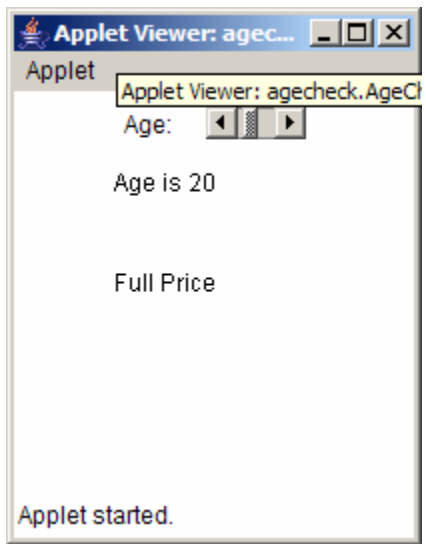 Applet Viewer: agec...
Applet
Applet Viewer: agecheck.AgeCh
Age:
Age is 20
Full Price
Applet started.